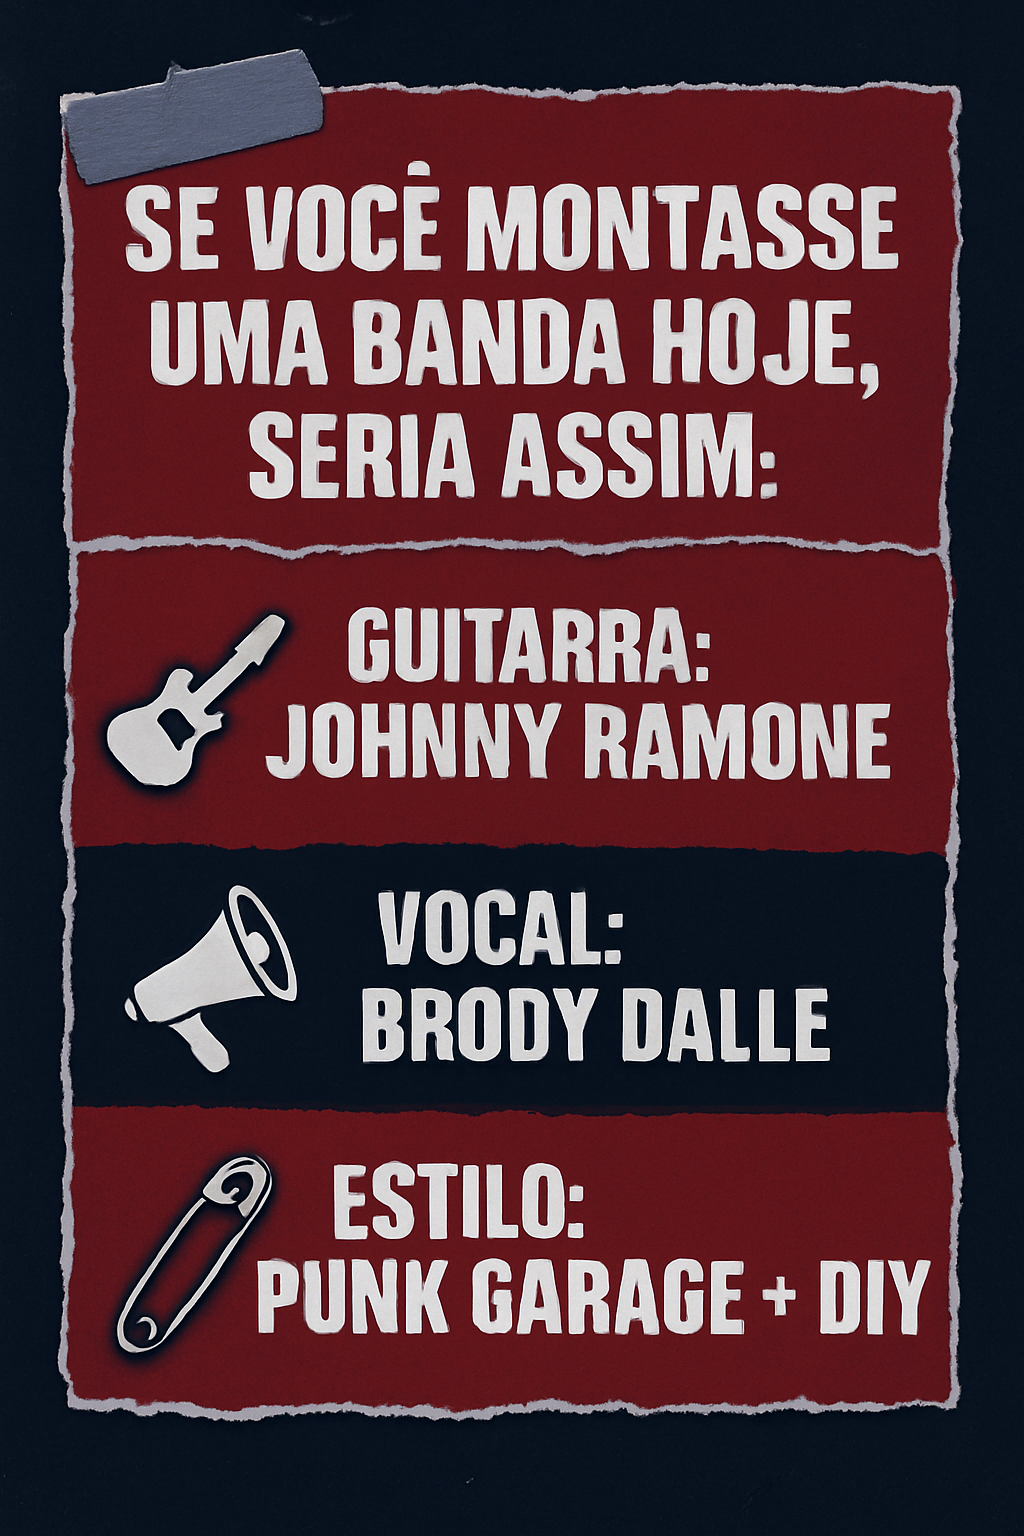 SE VOCÊ MONTASSE
UMA BANDA HOJE,
SERIA ASSIM:
GUITARRA:
JOHNNY RAMONE
VOCAL:
BRODY DALLE
ESTILO:
PUNK GARAGE + DIY